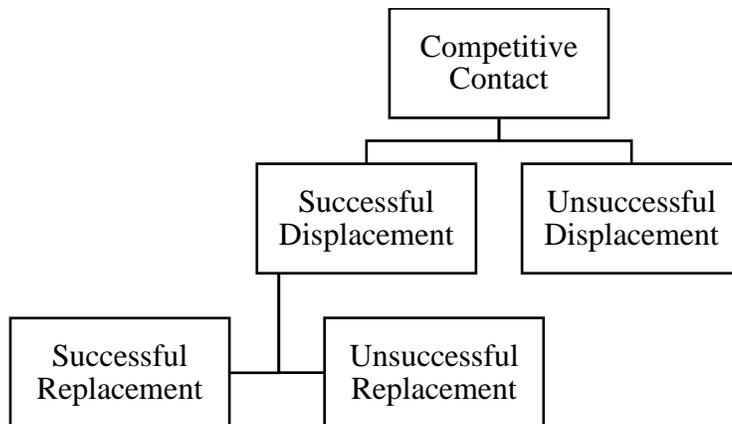 Competitive
Contact
Successful
Displacement
Unsuccessful
Displacement
Successful
Replacement
Unsuccessful
Replacement